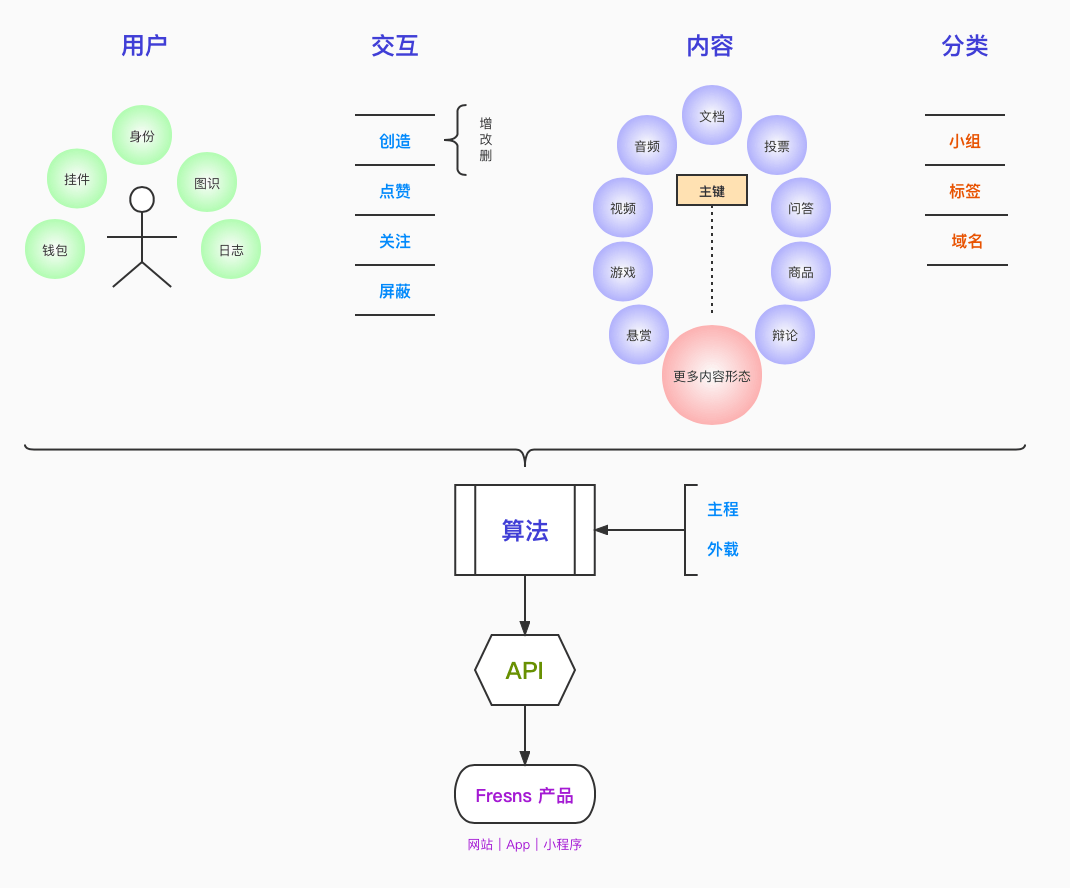 用户
身份
挂件
图识
钱包
日志
交互
创造
增
改
删
点赞
关注
屏蔽
内容
文档
音频
投票
主键
视频
问答
游戏
商品
悬赏
辩论
更多内容形态
分类
小组
标签
域名
算法
主程
外载
API
Fresns 产品
网站｜App｜小程序